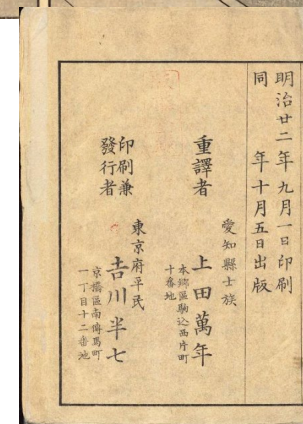 明治廿二年九月一日印刷
同　　年十月五日出版
愛知縣士族
重譯者　上田萬年
本鄉區駒込西片町
十番地
東京府平民
印刷兼
發行者　吉川半七
京橋區南傳馬町
一丁目十二番地